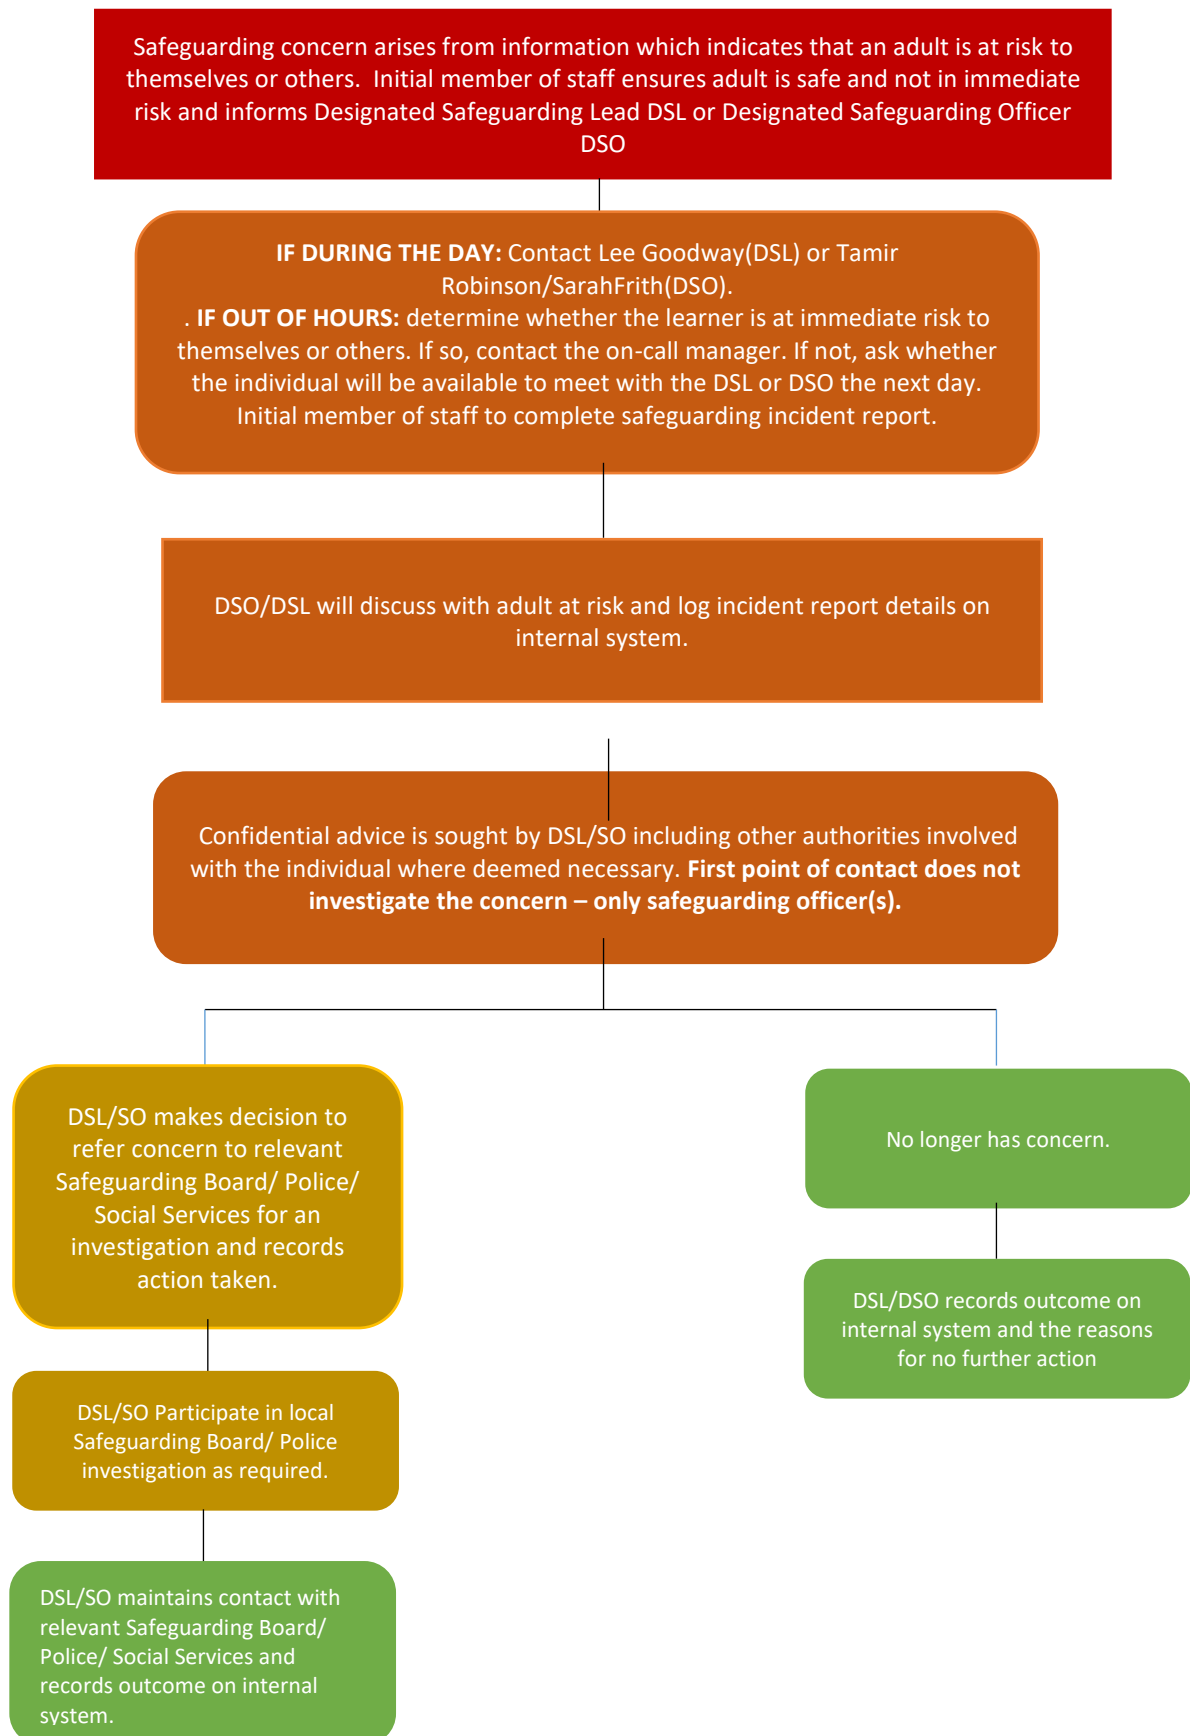 Safeguarding concern arises from information which indicates that an adult is at risk to
themselves or others.  Initial member of staff ensures adult is safe and not in immediate
risk and informs Designated Safeguarding Lead DSL or Designated Safeguarding Officer
DSO
IF DURING THE DAY: Contact Lee Goodway(DSL) or Tamir
Robinson/SarahFrith(DSO).
. IF OUT OF HOURS: determine whether the learner is at immediate risk to
themselves or others. If so, contact the on-call manager. If not, ask whether
the individual will be available to meet with the DSL or DSO the next day.
Initial member of staff to complete safeguarding incident report.
DSO/DSL will discuss with adult at risk and log incident report details on
internal system.
Confidential advice is sought by DSL/SO including other authorities involved
with the individual where deemed necessary. First point of contact does not
investigate the concern – only safeguarding officer(s).
DSL/SO makes decision to
refer concern to relevant
Safeguarding Board/ Police/
Social Services for an
investigation and records
action taken.
DSL/SO Participate in local
Safeguarding Board/ Police
investigation as required.
DSL/SO maintains contact with
relevant Safeguarding Board/
Police/ Social Services and
records outcome on internal
system.
No longer has concern.
DSL/DSO records outcome on
internal system and the reasons
for no further action